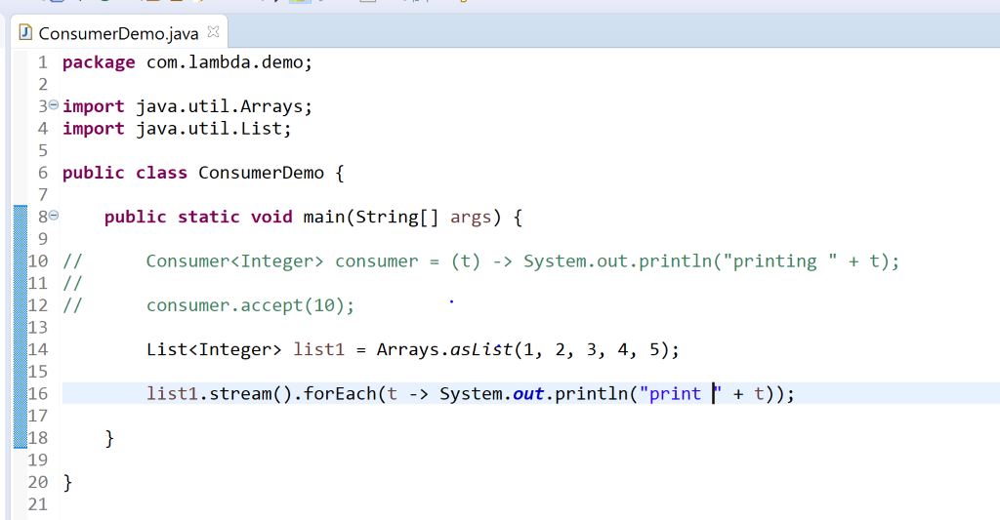 ConsumerDemo.java
1 package com.lambda.demo;
2
3 import java.util.Arrays;
4 import java.util.List;
5
6 public class ConsumerDemo {
7
8     public static void main(String[] args) {
9
10 //      Consumer<Integer> consumer = (t) -> System.out.println("printing " + t);
11 //
12 //      consumer.accept(10);
13
14         List<Integer> list1 = Arrays.asList(1, 2, 3, 4, 5);
15
16         list1.stream().forEach(t -> System.out.println("print " + t));
17
18     }
19
20 }
21